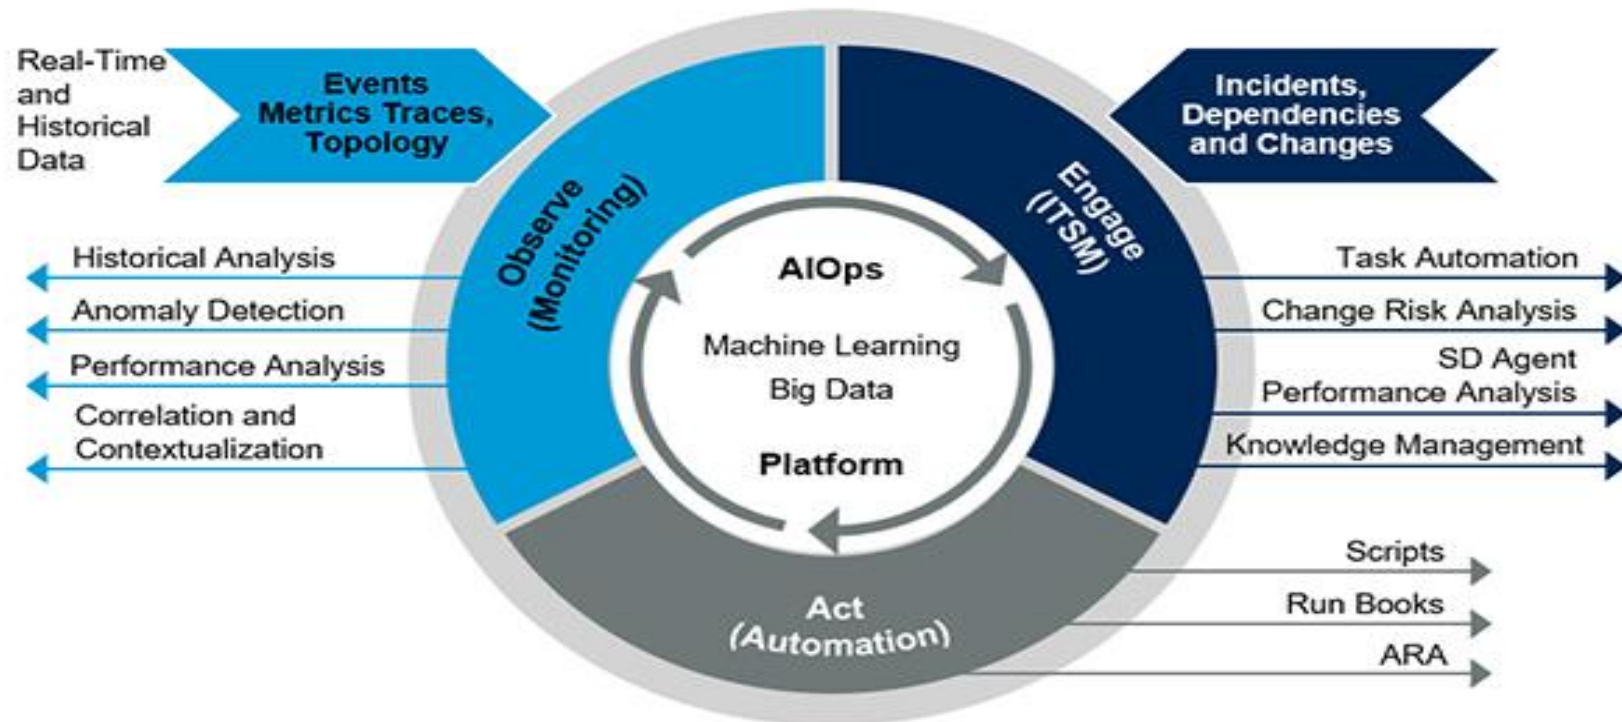 Real-Time
and
Historical
Data
Events
Metrics Traces,
Topology
Incidents,
Dependencies
and Changes
Observe
(Monitoring)
Engage
(ITSM)
Historical Analysis
Anomaly Detection
Performance Analysis
Correlation and
Contextualization
AIOps
Machine Learning
Big Data
Platform
Task Automation
Change Risk Analysis
SD Agent
Performance Analysis
Knowledge Management
Act
(Automation)
Scripts
Run Books
ARA